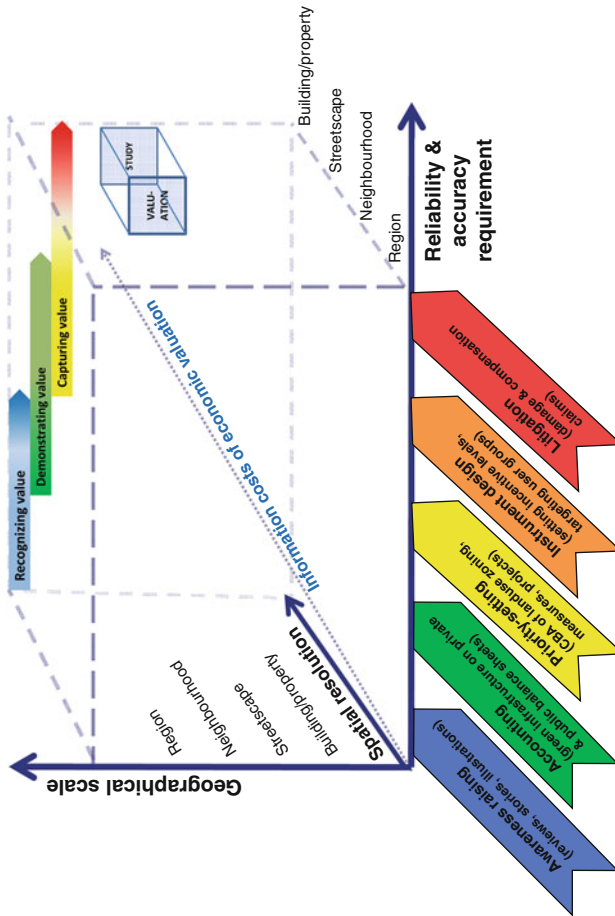 Recognizing value
Demonstrating value
Capturing value
Geographical scale
Region
Neighbourhood
Streetscape
Building/property
Spatial resolution
Information costs of economic valuation
VALU-
ATION
STUDY
Building/property
Streetscape
Neighbourhood
Region
Reliability &
accuracy
requirement
Awareness raising
(reviews, stories, illustrations)
Accounting
(green infrastructure on private
& public balance sheets)
Priority-setting
(CBA of landuse zoning,
measures, projects)
Instrument design
(setting incentive levels,
targeting user groups)
Litigation
(damage & compensation
claims)